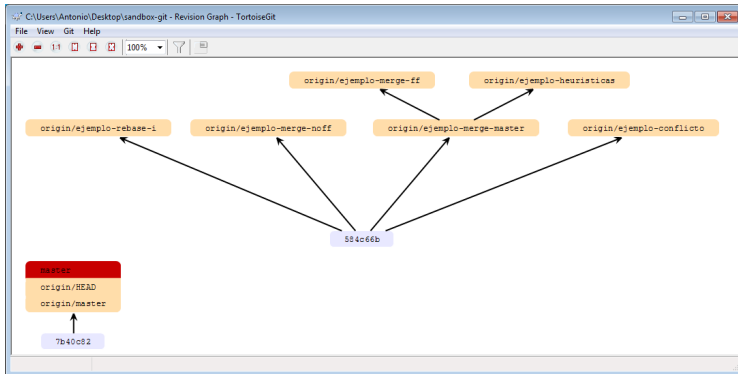 C:\Users\Antonio\Desktop\sandbox-git - Revision Graph - TortoiseGit
File View Git Help
1:1 100%
origin/ejemplo-merge-ff origin/ejemplo-heuristicas
origin/ejemplo-rebase-i origin/ejemplo-merge-noff origin/ejemplo-merge-master origin/ejemplo-conflicto
584c66b
master
origin/HEAD
origin/master
7b40c82